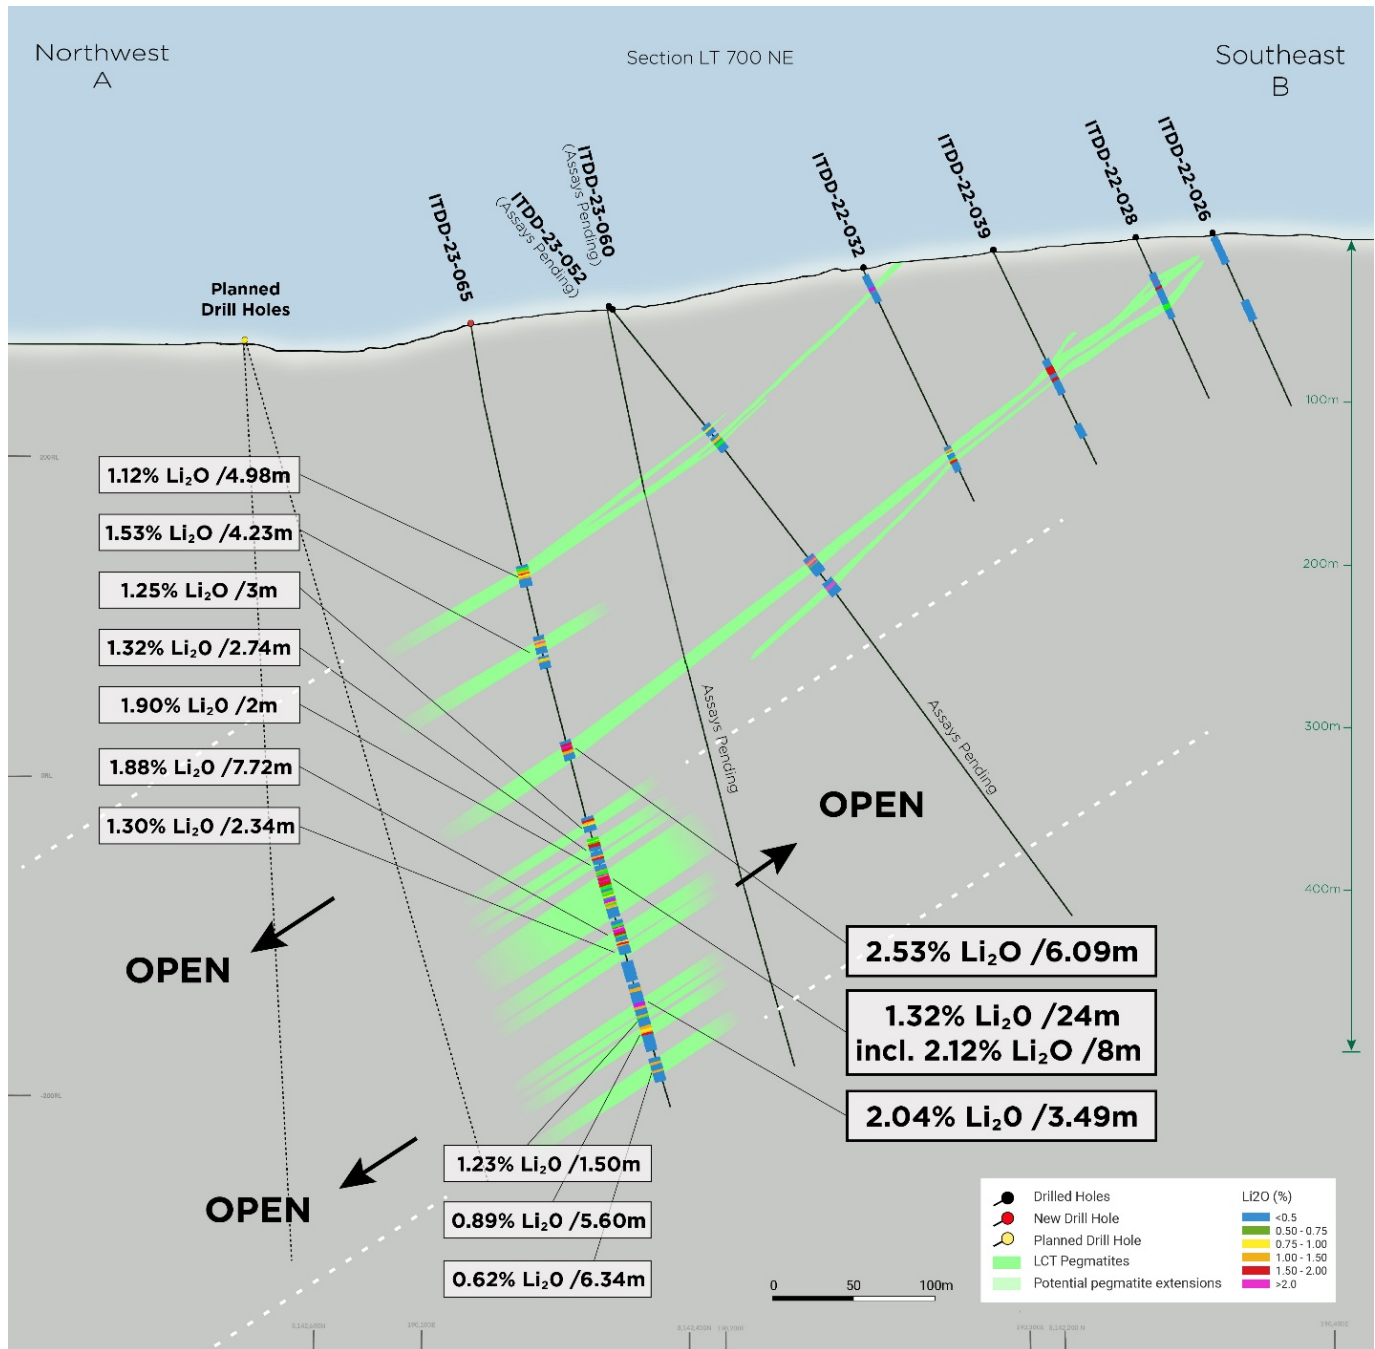 Northwest
A
Section LT 700 NE
Southeast
B
ITDD-23-065
ITDD-23-052
(Assays Pending)
ITDD-23-060
(Assays Pending)
ITDD-22-032
ITDD-22-039
ITDD-22-028
ITDD-22-026
Planned
Drill Holes
100m
200m
300m
400m
200RL
0RL
-200RL
1.12% Li₂O /4.98m
1.53% Li₂O /4.23m
1.25% Li₂O /3m
1.32% Li₂O /2.74m
1.90% Li₂O /2m
1.88% Li₂O /7.72m
1.30% Li₂O /2.34m
Assays Pending
Assays Pending
OPEN
OPEN
OPEN
2.53% Li₂O /6.09m
1.32% Li₂O /24m
incl. 2.12% Li₂O /8m
2.04% Li₂O /3.49m
1.23% Li₂O /1.50m
0.89% Li₂O /5.60m
0.62% Li₂O /6.34m
0 50 100m
Drilled Holes
New Drill Hole
Planned Drill Hole
LCT Pegmatites
Potential pegmatite extensions
Li2O (%)
<0.5
0.50 - 0.75
0.75 - 1.00
1.00 - 1.50
1.50 - 2.00
>2.0
8,142,200 N